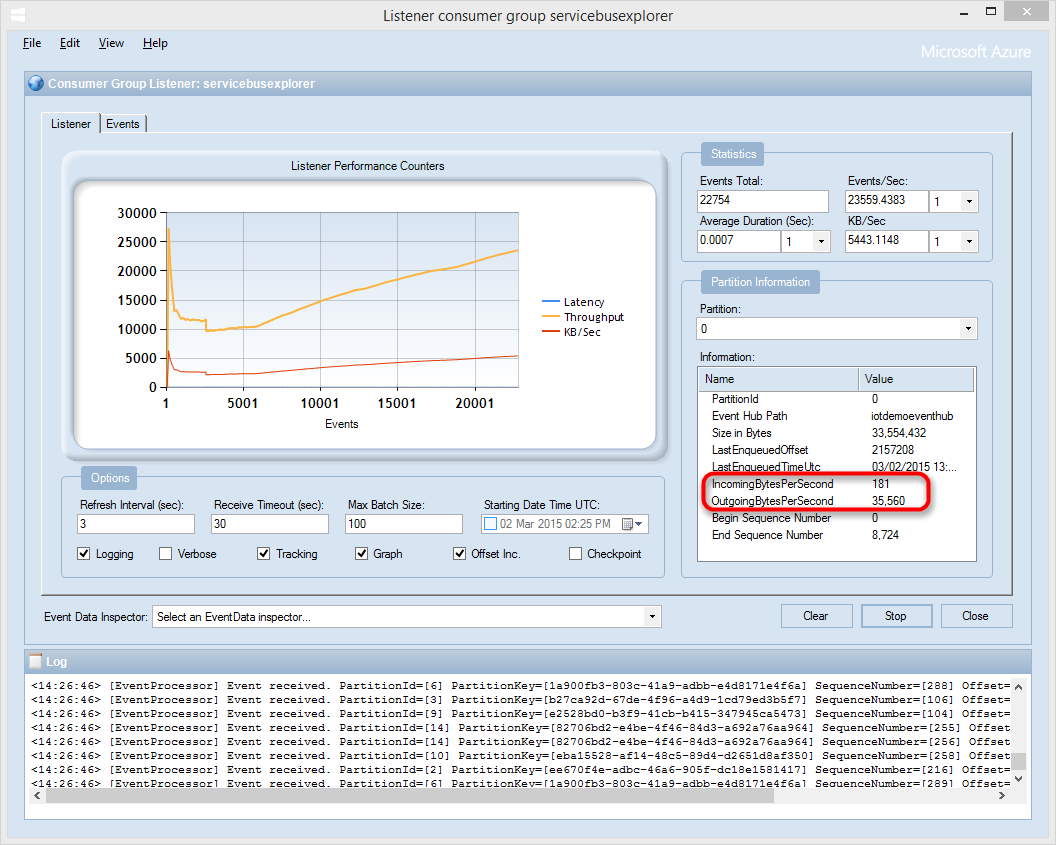 Listener consumer group servicebusexplorer
File Edit View Help
Microsoft Azure
Consumer Group Listener: servicebusexplorer
Listener Events
Listener Performance Counters
30000
25000
20000
15000
10000
5000
0
1 5001 10001 15001 20001
Events
Latency
Throughput
KB/Sec
Statistics
Events Total: Events/Sec:
22754 23559.4383 1
Average Duration (Sec): KB/Sec
0.0007 1 5443.1148 1
Partition Information
Partition:
0
Information:
Name Value
PartitionId 0
Event Hub Path iotdemoeventhub
Size in Bytes 33,554,432
LastEnqueuedOffset 2157208
LastEnqueuedTimeUtc 03/02/2015 13:...
IncomingBytesPerSecond 181
OutgoingBytesPerSecond 35,560
Begin Sequence Number 0
End Sequence Number 8,724
Options
Refresh Interval (sec): Receive Timeout (sec): Max Batch Size: Starting Date Time UTC:
3 30 100 02 Mar 2015 02:25 PM
Logging Verbose Tracking Graph Offset Inc. Checkpoint
Event Data Inspector: Select an EventData inspector... Clear Stop Close
Log
<14:26:46> [EventProcessor] Event received. PartitionId=[6] PartitionKey=[1a900fb3-803c-41a9-adbb-e4d8171e4f6a] SequenceNumber=[288] Offset=
<14:26:46> [EventProcessor] Event received. PartitionId=[3] PartitionKey=[b27ca92d-67de-4f96-a4d9-1cd79ed3b5f7] SequenceNumber=[106] Offset=
<14:26:46> [EventProcessor] Event received. PartitionId=[9] PartitionKey=[e2528bd0-b3f9-41cb-b415-347945ca5473] SequenceNumber=[104] Offset=
<14:26:46> [EventProcessor] Event received. PartitionId=[14] PartitionKey=[82706bd2-e4be-4f46-84d3-a692a76aa964] SequenceNumber=[255] Offset=
<14:26:46> [EventProcessor] Event received. PartitionId=[14] PartitionKey=[82706bd2-e4be-4f46-84d3-a692a76aa964] SequenceNumber=[256] Offset=
<14:26:46> [EventProcessor] Event received. PartitionId=[10] PartitionKey=[eba15528-af14-48c5-89d4-d2651d8af350] SequenceNumber=[258] Offset=
<14:26:46> [EventProcessor] Event received. PartitionId=[2] PartitionKey=[ee670f4e-adbc-46a6-905f-dc18e1581417] SequenceNumber=[216] Offset=
<14:26:46> [EventProcessor] Event received. PartitionId=[6] PartitionKey=[1a900fb3-803c-41a9-adbb-e4d8171e4f6a] SequenceNumber=[289] Offset=